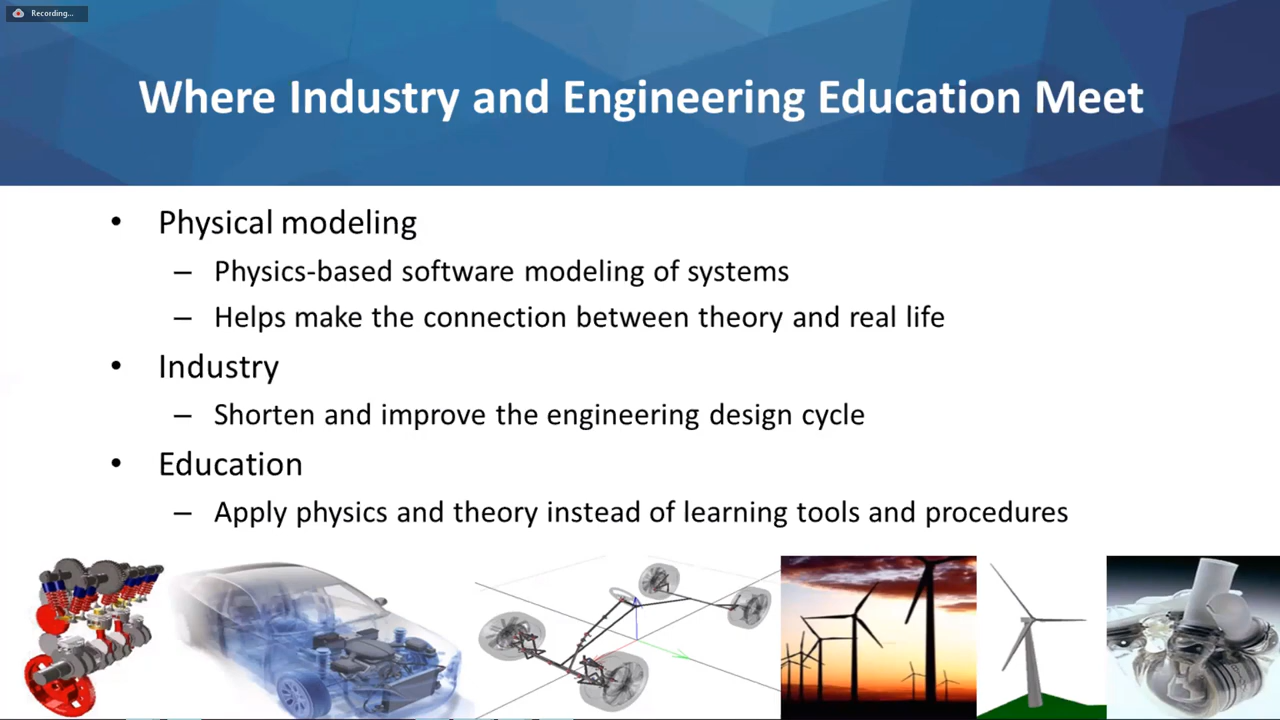 Recording...
Where Industry and Engineering Education Meet
• Physical modeling
– Physics-based software modeling of systems
– Helps make the connection between theory and real life
• Industry
– Shorten and improve the engineering design cycle
• Education
– Apply physics and theory instead of learning tools and procedures